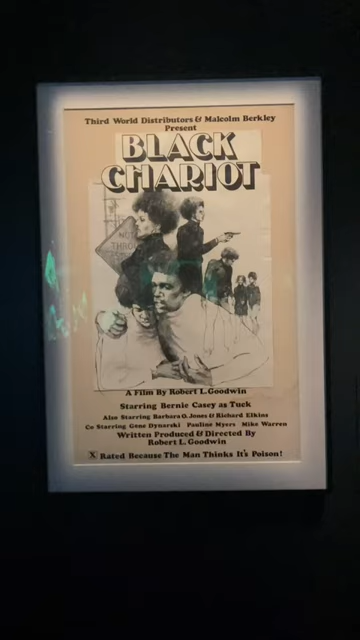 Third World Distributors & Malcolm Berkley
Present
BLACK
CHARIOT
NOT
THRO
A Film By Robert L. Goodwin
Starring Bernie Casey as Tuck
Also Starring Barbara O. Jones & Richard Elkins
Co Starring Gene Dynarski Pauline Myers Mike Warren
Written Produced & Directed By
Robert L. Goodwin
X Rated Because The Man Thinks It's Poison!